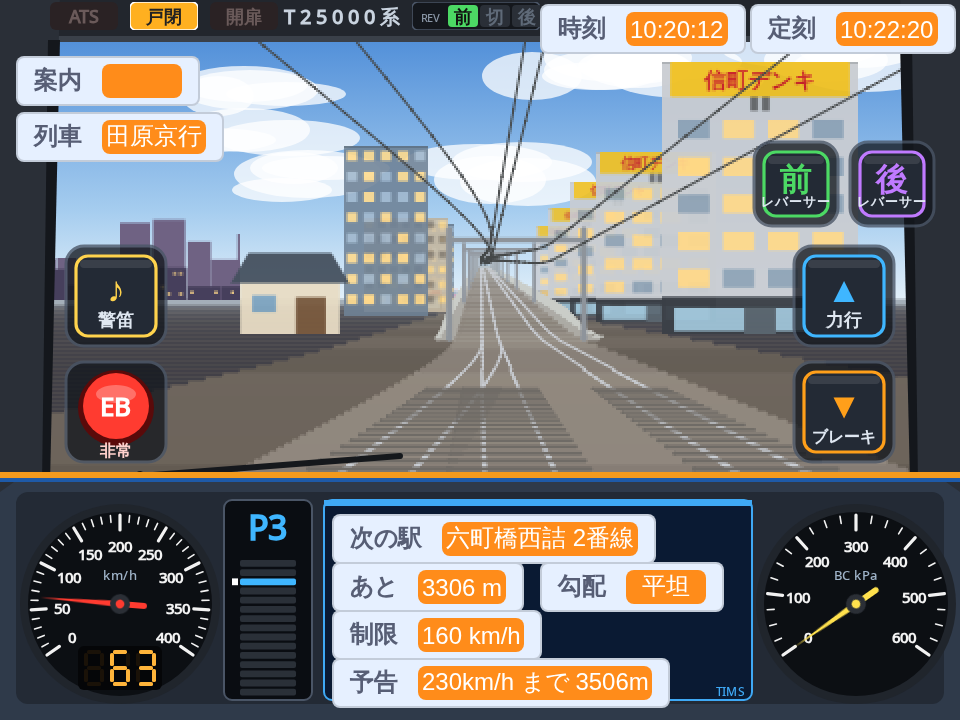 ATS 戸閉 開扉 T25000系 REV 前 切 後
時刻 10:20:12 定刻 10:22:20
案内
列車 田原京行
信町デンキ
信町
前 レバーサー
後 レバーサー
♪ 警笛
▲ 力行
EB 非常
▼ ブレーキ
0 50 100 150 200 250 300 350 400
km/h
63
P3
次の駅 六町橋西詰 2番線
あと 3306 m 勾配 平坦
制限 160 km/h
予告 230km/h まで 3506m
TIMS
0 100 200 300 400 500 600
BC kPa